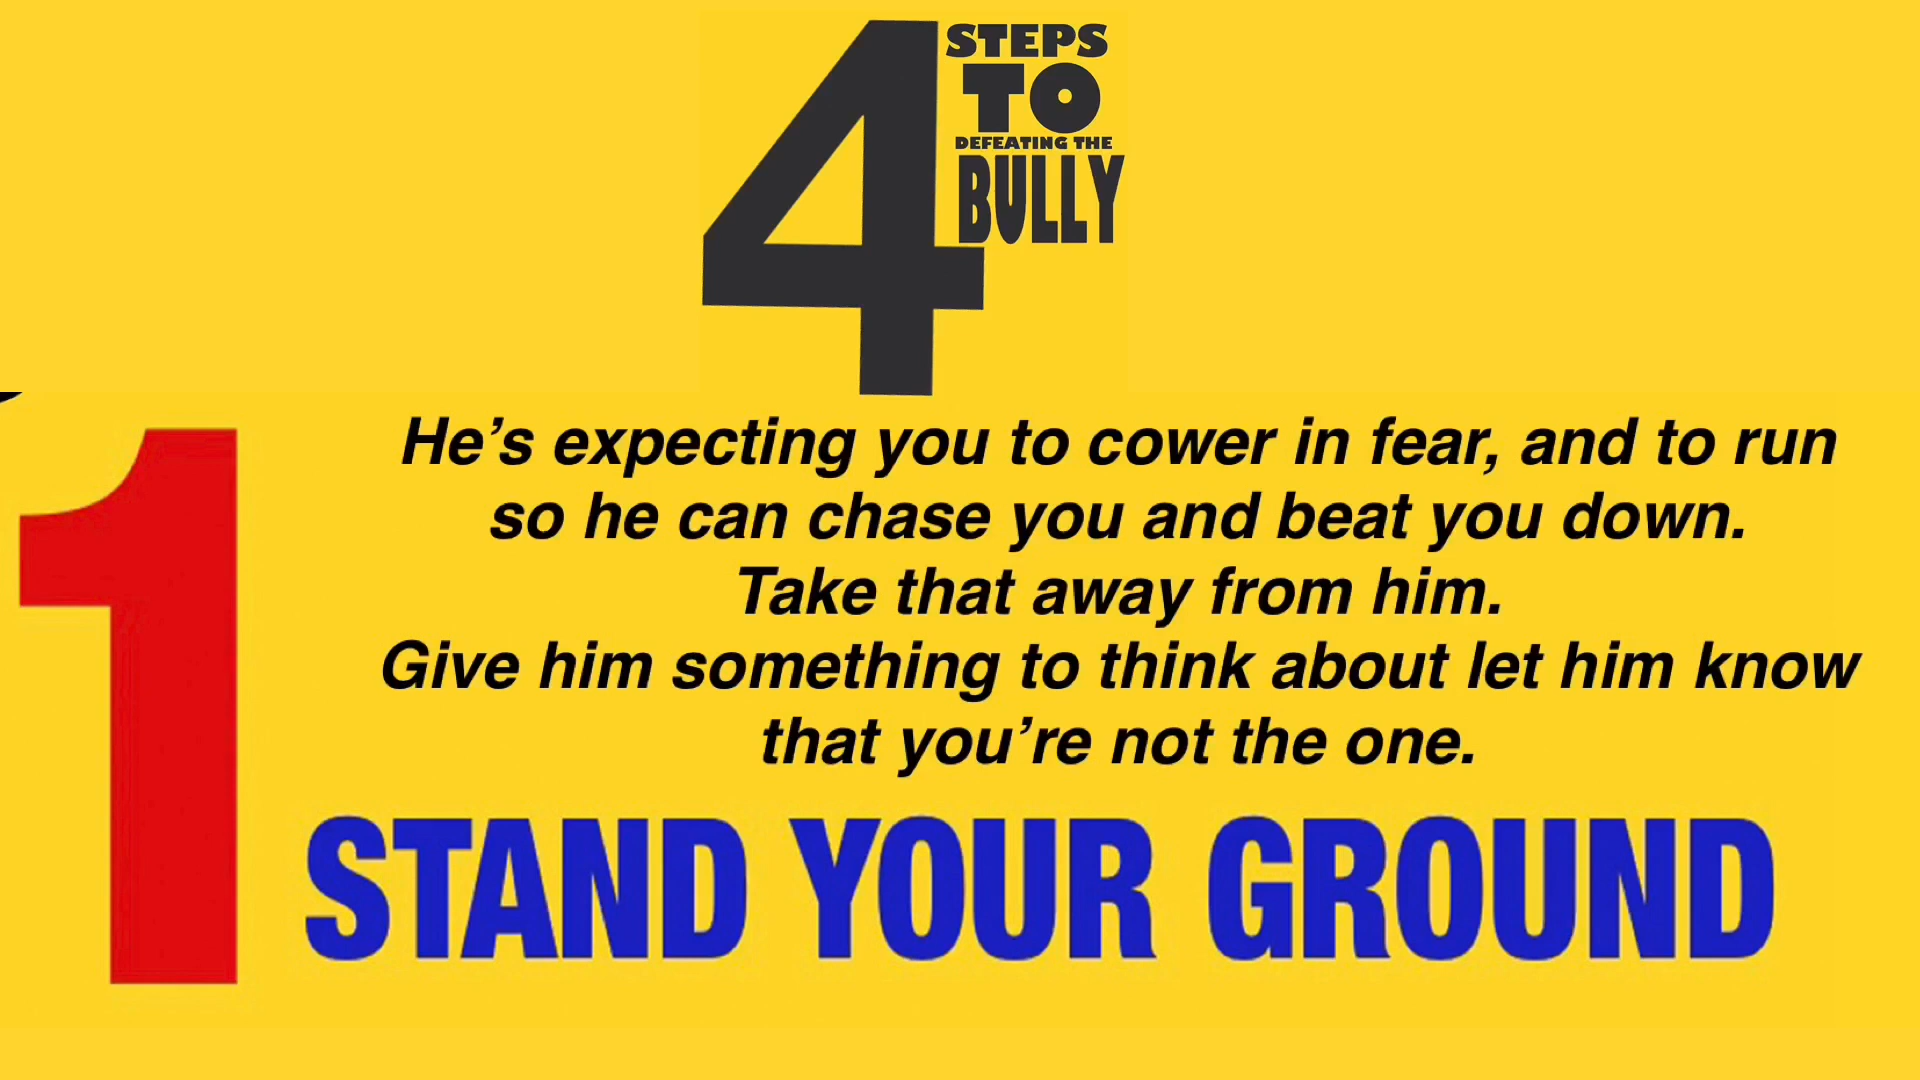 4
STEPS
TO
DEFEATING THE
BULLY
He’s expecting you to cower in fear, and to run
so he can chase you and beat you down.
Take that away from him.
Give him something to think about let him know
that you’re not the one.
1
STAND YOUR GROUND